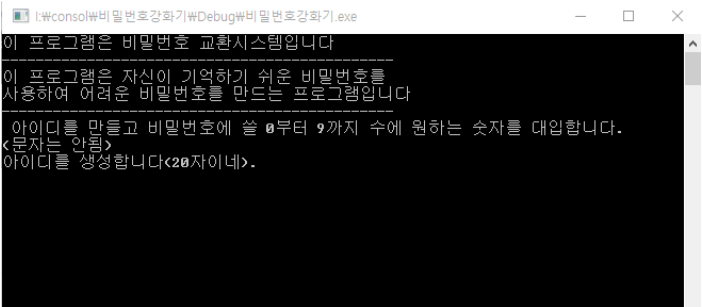 I:₩consol₩비밀번호강화기₩Debug₩비밀번호강화기.exe
이 프로그램은 비밀번호 교환시스템입니다
-----------------------------------------------
이 프로그램은 자신이 기억하기 쉬운 비밀번호를
사용하여 어려운 비밀번호를 만드는 프로그램입니다
-----------------------------------------------
아이디를 만들고 비밀번호에 쓸 0부터 9까지 수에 원하는 숫자를 대입합니다.
(문자는 안됨)
아이디를 생성합니다(20자이네).